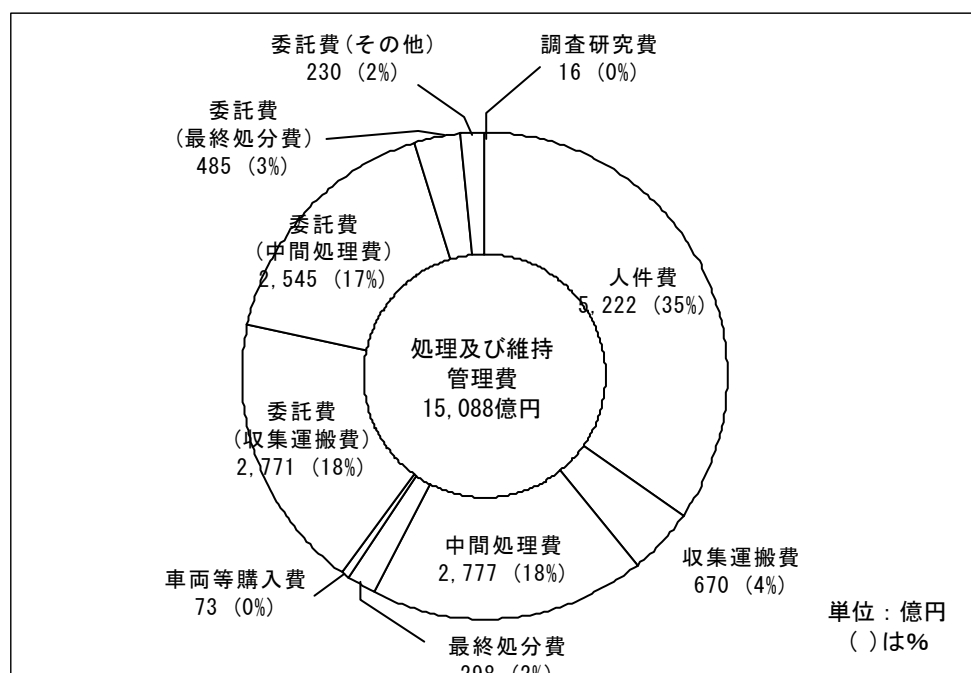 委託費(その他)
230 (2%)
調査研究費
16 (0%)
委託費
(最終処分費)
485 (3%)
委託費
(中間処理費)
2,545 (17%)
人件費
5,222 (35%)
処理及び維持
管理費
15,088億円
委託費
(収集運搬費)
2,771 (18%)
中間処理費
2,777 (18%)
収集運搬費
670 (4%)
車両等購入費
73 (0%)
最終処分費
298 (2%)
単位：億円
( )は%